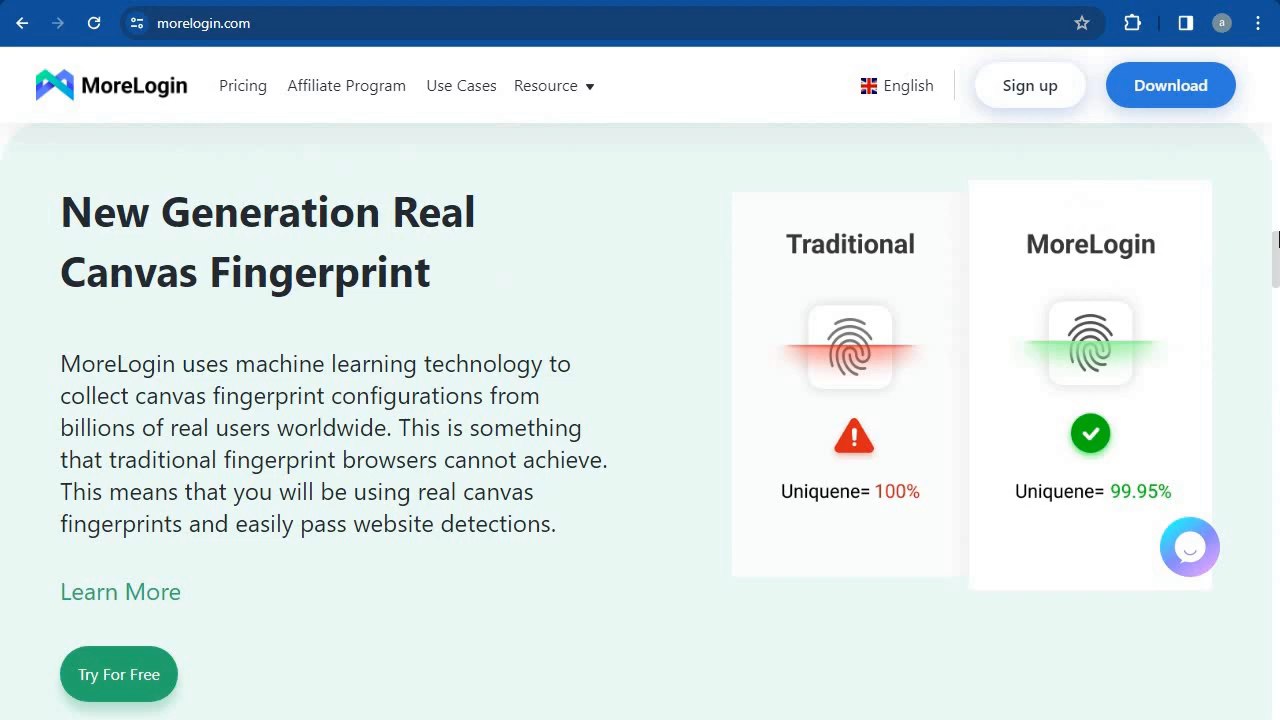 morelogin.com
a
MoreLogin
Pricing
Affiliate Program
Use Cases
Resource
English
Sign up
Download
New Generation Real
Canvas Fingerprint
MoreLogin uses machine learning technology to
collect canvas fingerprint configurations from
billions of real users worldwide. This is something
that traditional fingerprint browsers cannot achieve.
This means that you will be using real canvas
fingerprints and easily pass website detections.
Learn More
Try For Free
Traditional
Uniquene= 100%
MoreLogin
Uniquene= 99.95%